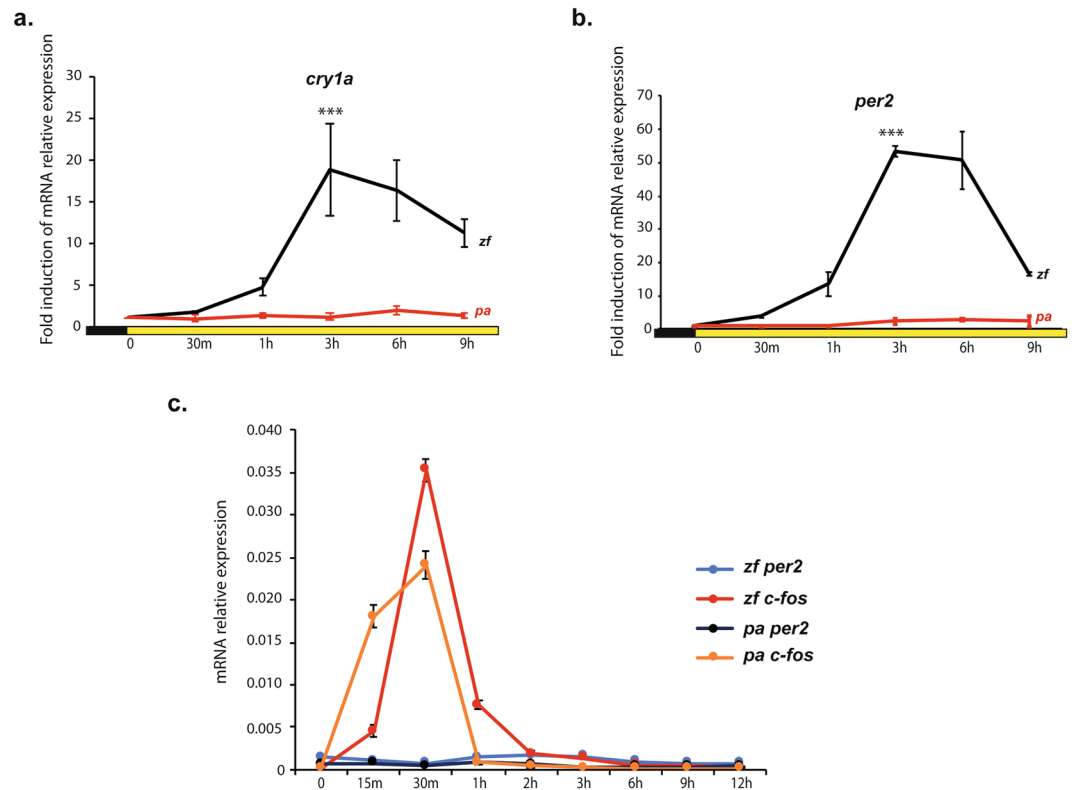 a.
cry1a
Fold induction of mRNA relative expression
30
25
20
15
10
5
0
***
zf
pa
0 30m 1h 3h 6h 9h
b.
per2
Fold induction of mRNA relative expression
70
60
50
40
30
20
10
0
***
zf
pa
0 30m 1h 3h 6h 9h
c.
mRNA relative expression
0.040
0.035
0.030
0.025
0.020
0.015
0.010
0.005
0
0 15m 30m 1h 2h 3h 6h 9h 12h
zf per2
zf c-fos
pa per2
pa c-fos